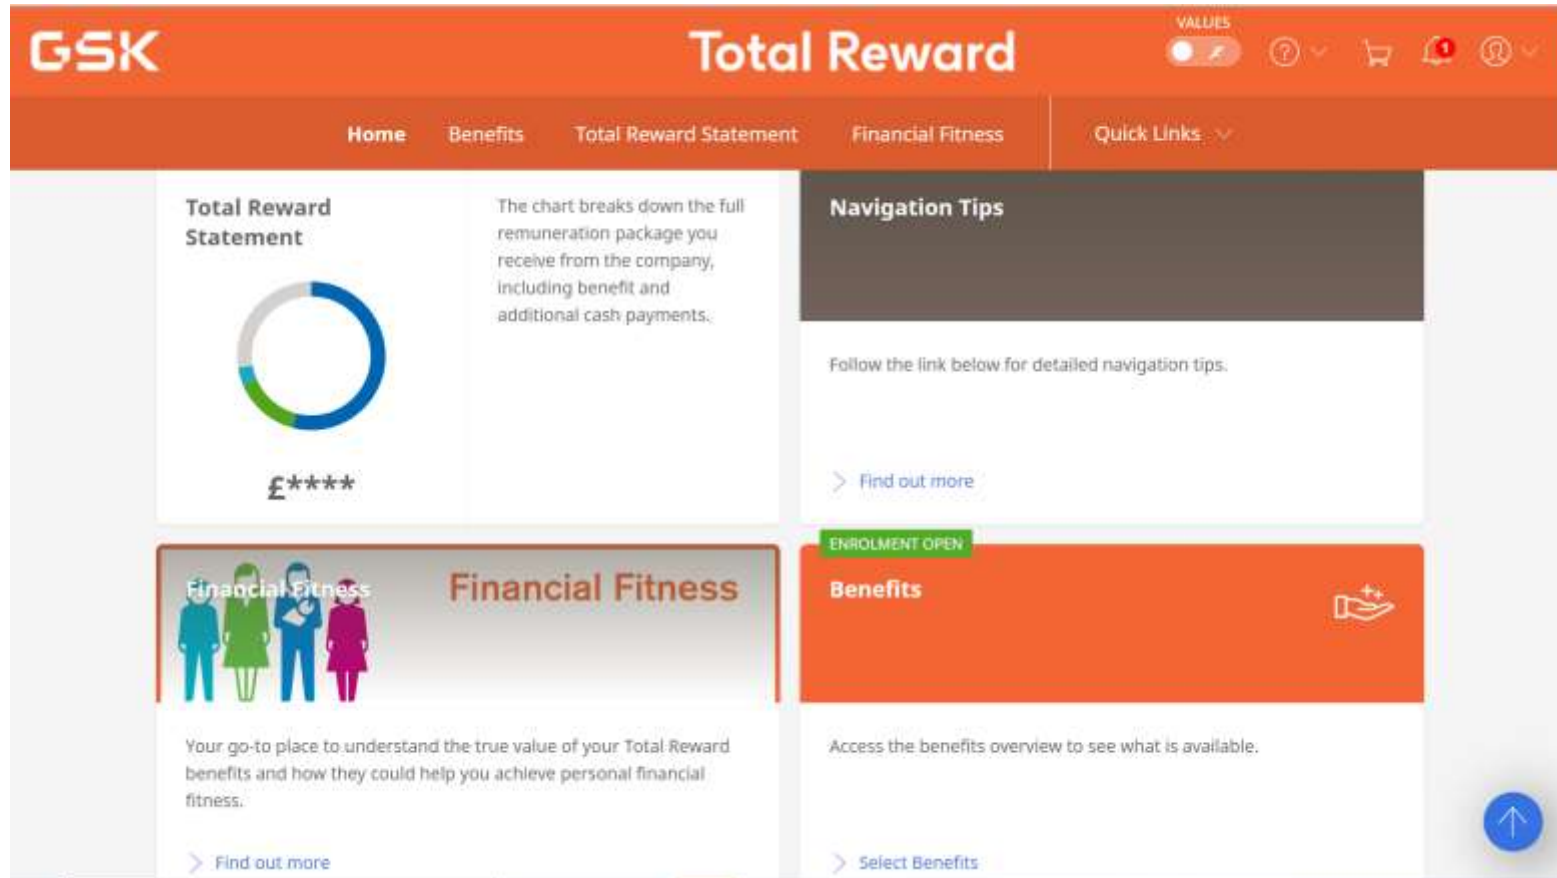 GSK
Total Reward
VALUES
1
Home
Benefits
Total Reward Statement
Financial Fitness
Quick Links
Total Reward
Statement
£****
The chart breaks down the full
remuneration package you
receive from the company,
including benefit and
additional cash payments.
Navigation Tips
Follow the link below for detailed navigation tips.
Find out more
Financial Fitness
Financial Fitness
Your go-to place to understand the true value of your Total Reward
benefits and how they could help you achieve personal financial
fitness.
Find out more
ENROLMENT OPEN
Benefits
Access the benefits overview to see what is available.
Select Benefits